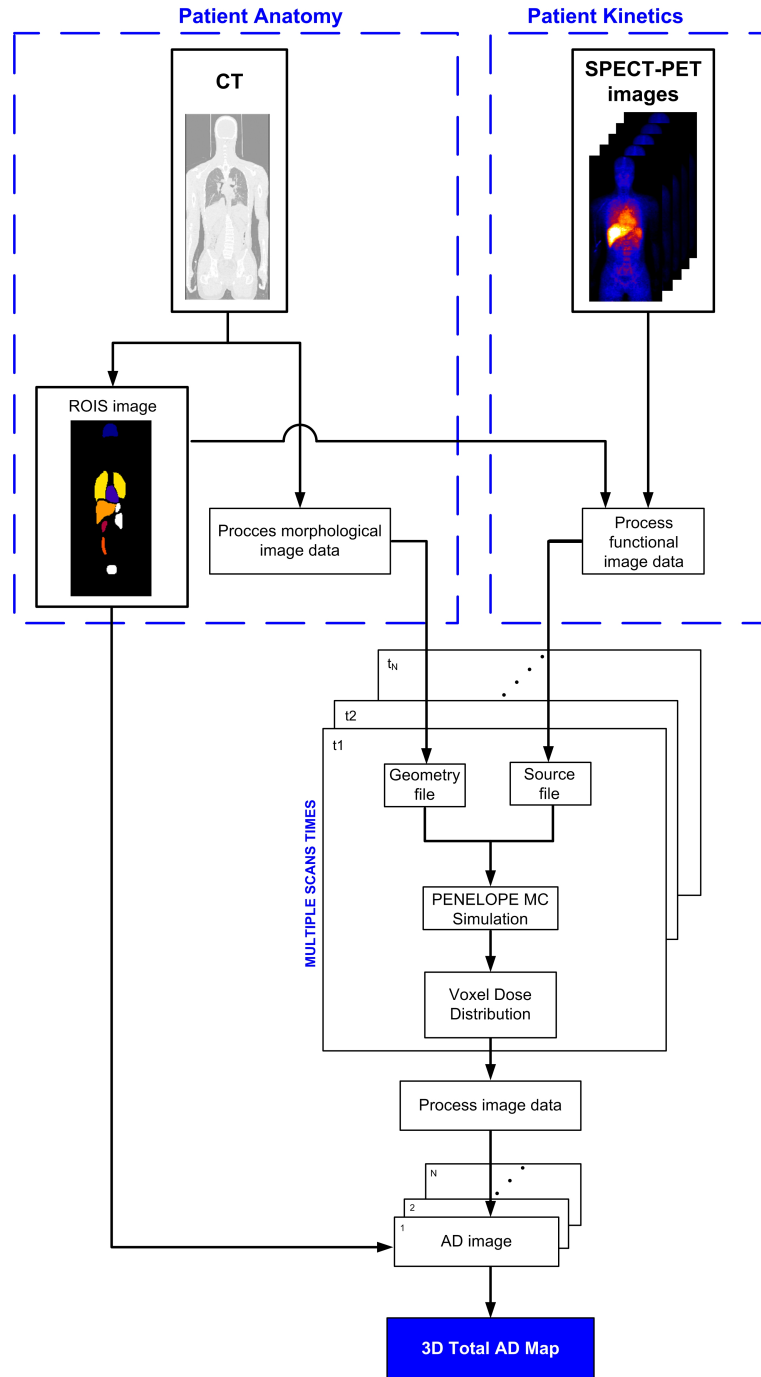 Patient Anatomy
Patient Kinetics
CT
SPECT-PET
images
ROIS image
Procces morphological
image data
Process
functional
image data
tN
t2
t1
MULTIPLE SCANS TIMES
Geometry
file
Source
file
PENELOPE MC
Simulation
Voxel Dose
Distribution
Process image data
N
2
1
AD image
3D Total AD Map